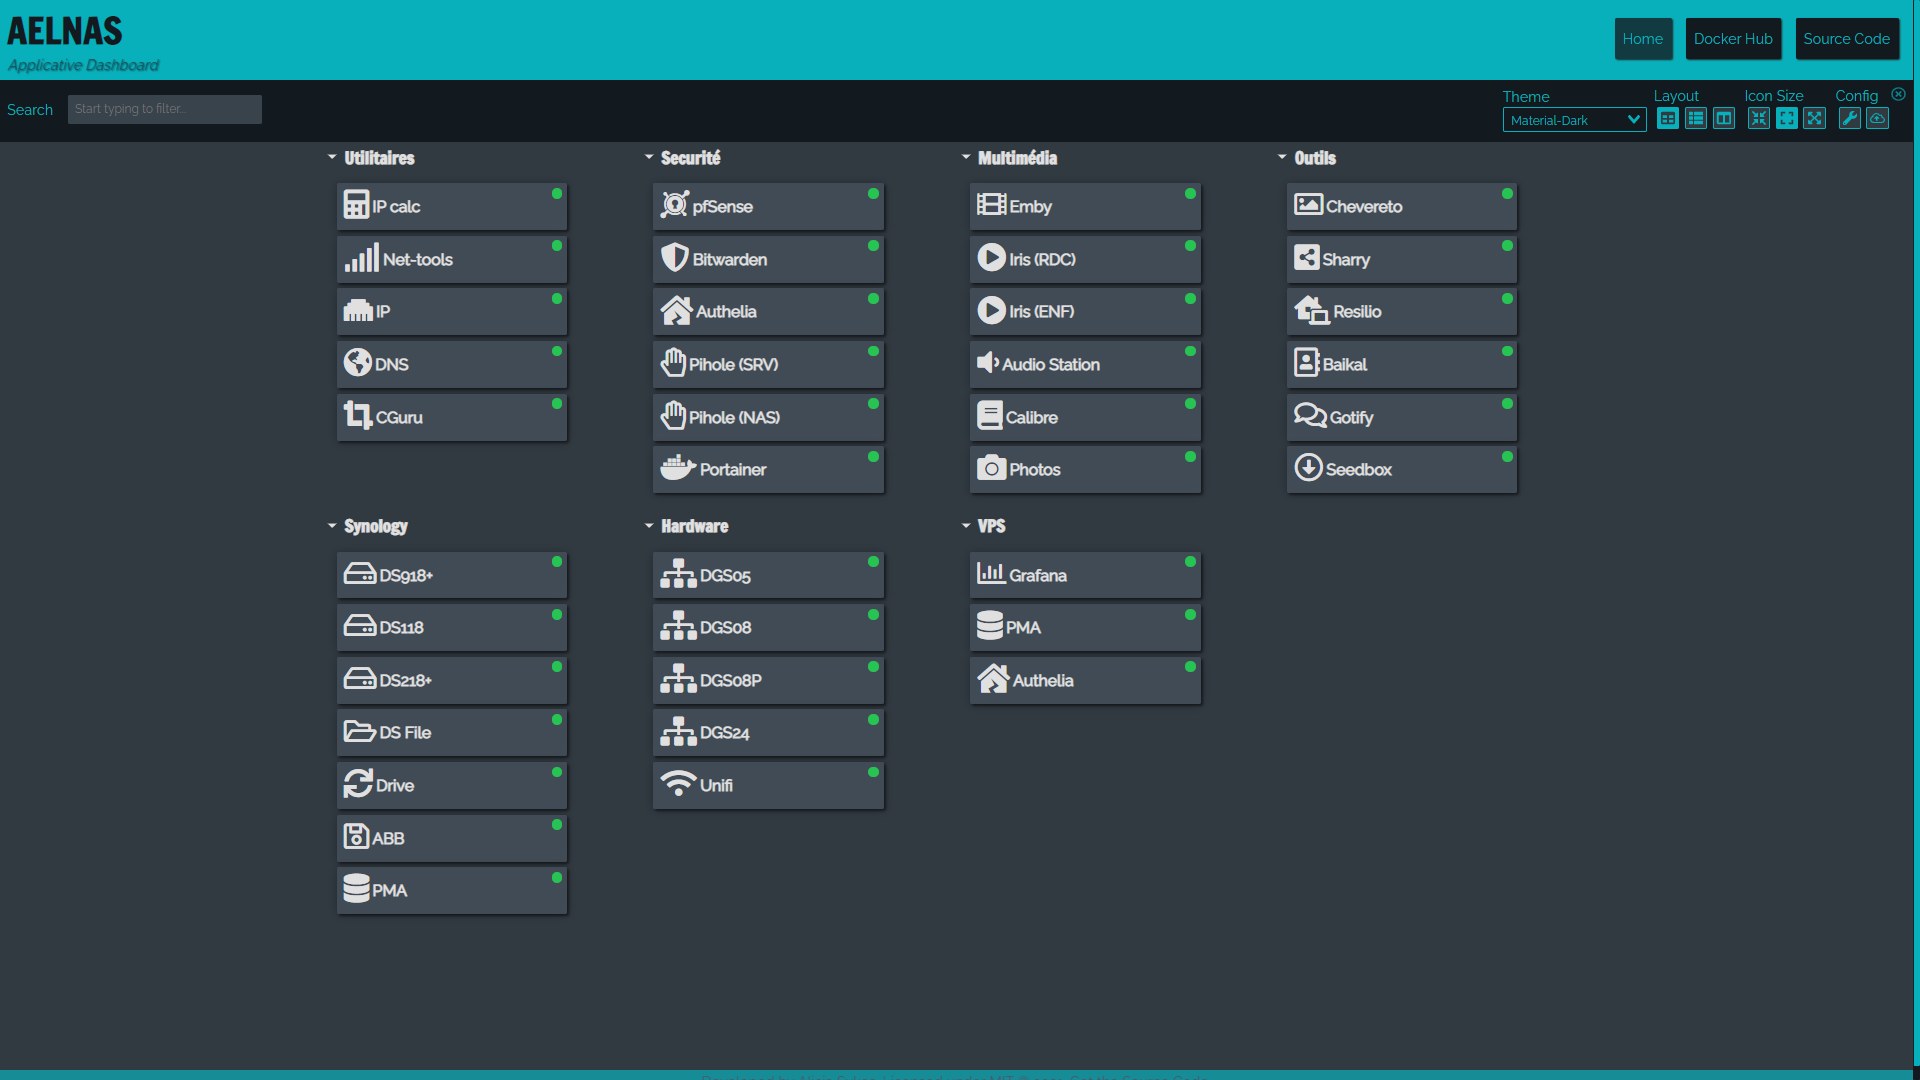 AELNAS
Applicative Dashboard
Home
Docker Hub
Source Code
Search
Start typing to filter...
Theme
Material-Dark
Layout
Icon Size
Config
Utilitaires
IP calc
Net-tools
IP
DNS
CGuru
Securité
pfSense
Bitwarden
Authelia
Pihole (SRV)
Pihole (NAS)
Portainer
Multimédia
Emby
Iris (RDC)
Iris (ENF)
Audio Station
Calibre
Photos
Outils
Chevereto
Sharry
Resilio
Baikal
Gotify
Seedbox
Synology
DS918+
DS118
DS218+
DS File
Drive
ABB
PMA
Hardware
DGS05
DGS08
DGS08P
DGS24
Unifi
VPS
Grafana
PMA
Authelia